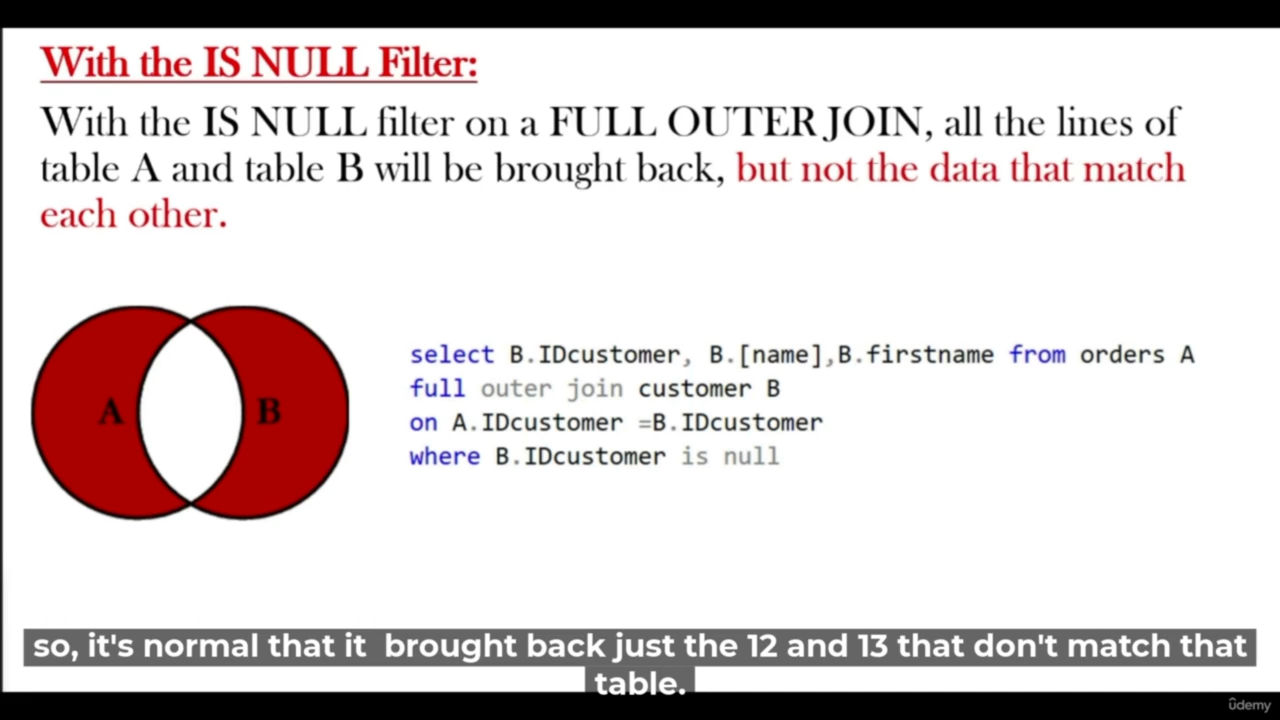 With the IS NULL Filter:
With the IS NULL filter on a FULL OUTER JOIN, all the lines of
table A and table B will be brought back, but not the data that match
each other.
A B
select B.IDcustomer, B.[name],B.firstname from orders A
full outer join customer B
on A.IDcustomer =B.IDcustomer
where B.IDcustomer is null
so, it's normal that it  brought back just the 12 and 13 that don't match that
table.
ûdemy